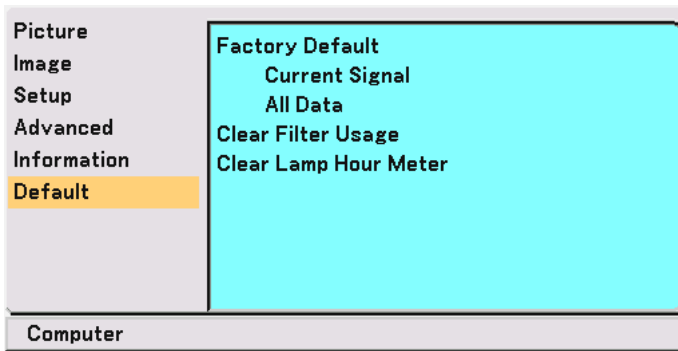 Picture
Image
Setup
Advanced
Information
Default
Factory Default
Current Signal
All Data
Clear Filter Usage
Clear Lamp Hour Meter
Computer